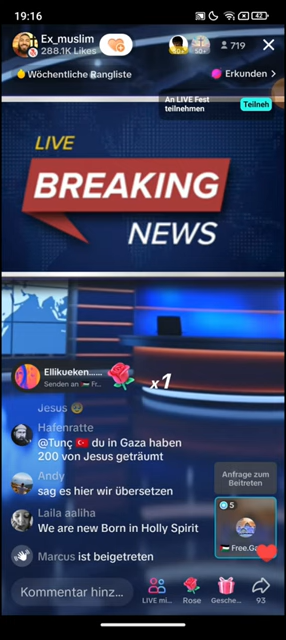 19:16
42
Ex_muslim
288.1K Likes
719
Wöchentliche Rangliste
Erkunden >
An LIVE Fest
teilnehmen
Teilneh
LIVE
BREAKING
NEWS
Ellikueken......
Senden an 🇵🇸 Fr..
x1
Jesus 🥹
Hafenratte
@Tunç 🇹🇷 du in Gaza haben
200 von Jesus geträumt
Andy
sag es hier wir übersetzen
Laila aaliha
We are new Born in Holly Spirit
Marcus ist beigetreten
Anfrage zum
Beitreten
5
🇵🇸 Free.Ga
Kommentar hinz...
LIVE mi...
Rose
Gesche...
93